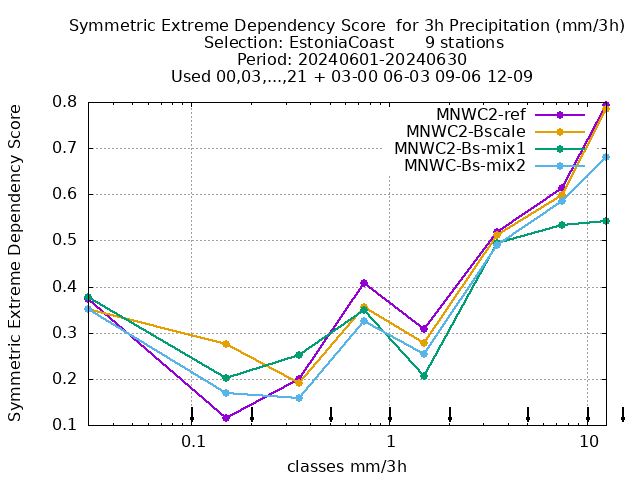 Symmetric Extreme Dependency Score  for 3h Precipitation (mm/3h)
Selection: EstoniaCoast      9 stations
Period: 20240601-20240630
Used 00,03,...,21 + 03-00 06-03 09-06 12-09
Symmetric Extreme Dependency Score
0.8
0.7
0.6
0.5
0.4
0.3
0.2
0.1
MNWC2-ref
MNWC2-Bscale
MNWC2-Bs-mix1
MNWC-Bs-mix2
0.1
1
10
classes mm/3h